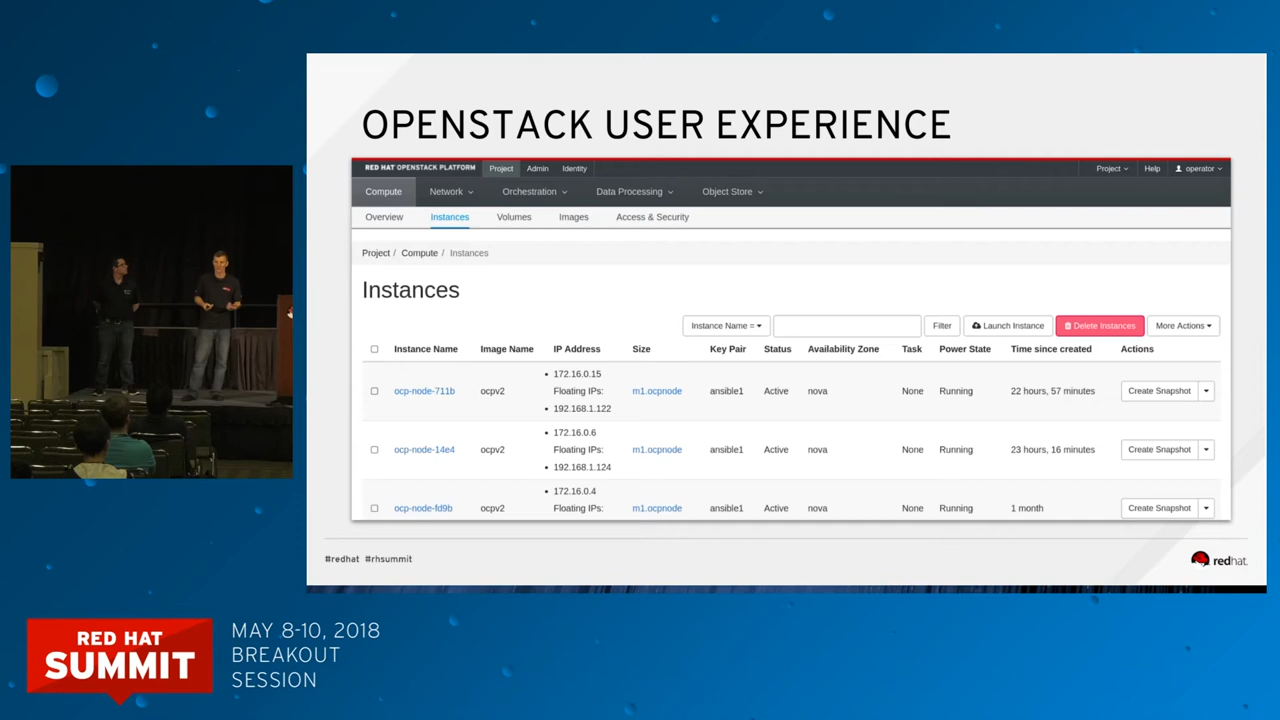 OPENSTACK USER EXPERIENCE
RED HAT OPENSTACK PLATFORM Project Admin Identity Project Help operator
Compute Network Orchestration Data Processing Object Store
Overview Instances Volumes Images Access & Security
Project / Compute / Instances
Instances
Instance Name = Filter Launch Instance Delete Instances More Actions
Instance Name Image Name IP Address Size Key Pair Status Availability Zone Task Power State Time since created Actions
• 172.16.0.15
ocp-node-711b ocpv2 Floating IPs: m1.ocpnode ansible1 Active nova None Running 22 hours, 57 minutes Create Snapshot
• 192.168.1.122
• 172.16.0.6
ocp-node-14e4 ocpv2 Floating IPs: m1.ocpnode ansible1 Active nova None Running 23 hours, 16 minutes Create Snapshot
• 192.168.1.124
• 172.16.0.4
ocp-node-fd9b ocpv2 Floating IPs: m1.ocpnode ansible1 Active nova None Running 1 month Create Snapshot
#redhat #rhsummit
redhat.
RED HAT
SUMMIT
MAY 8-10, 2018
BREAKOUT
SESSION